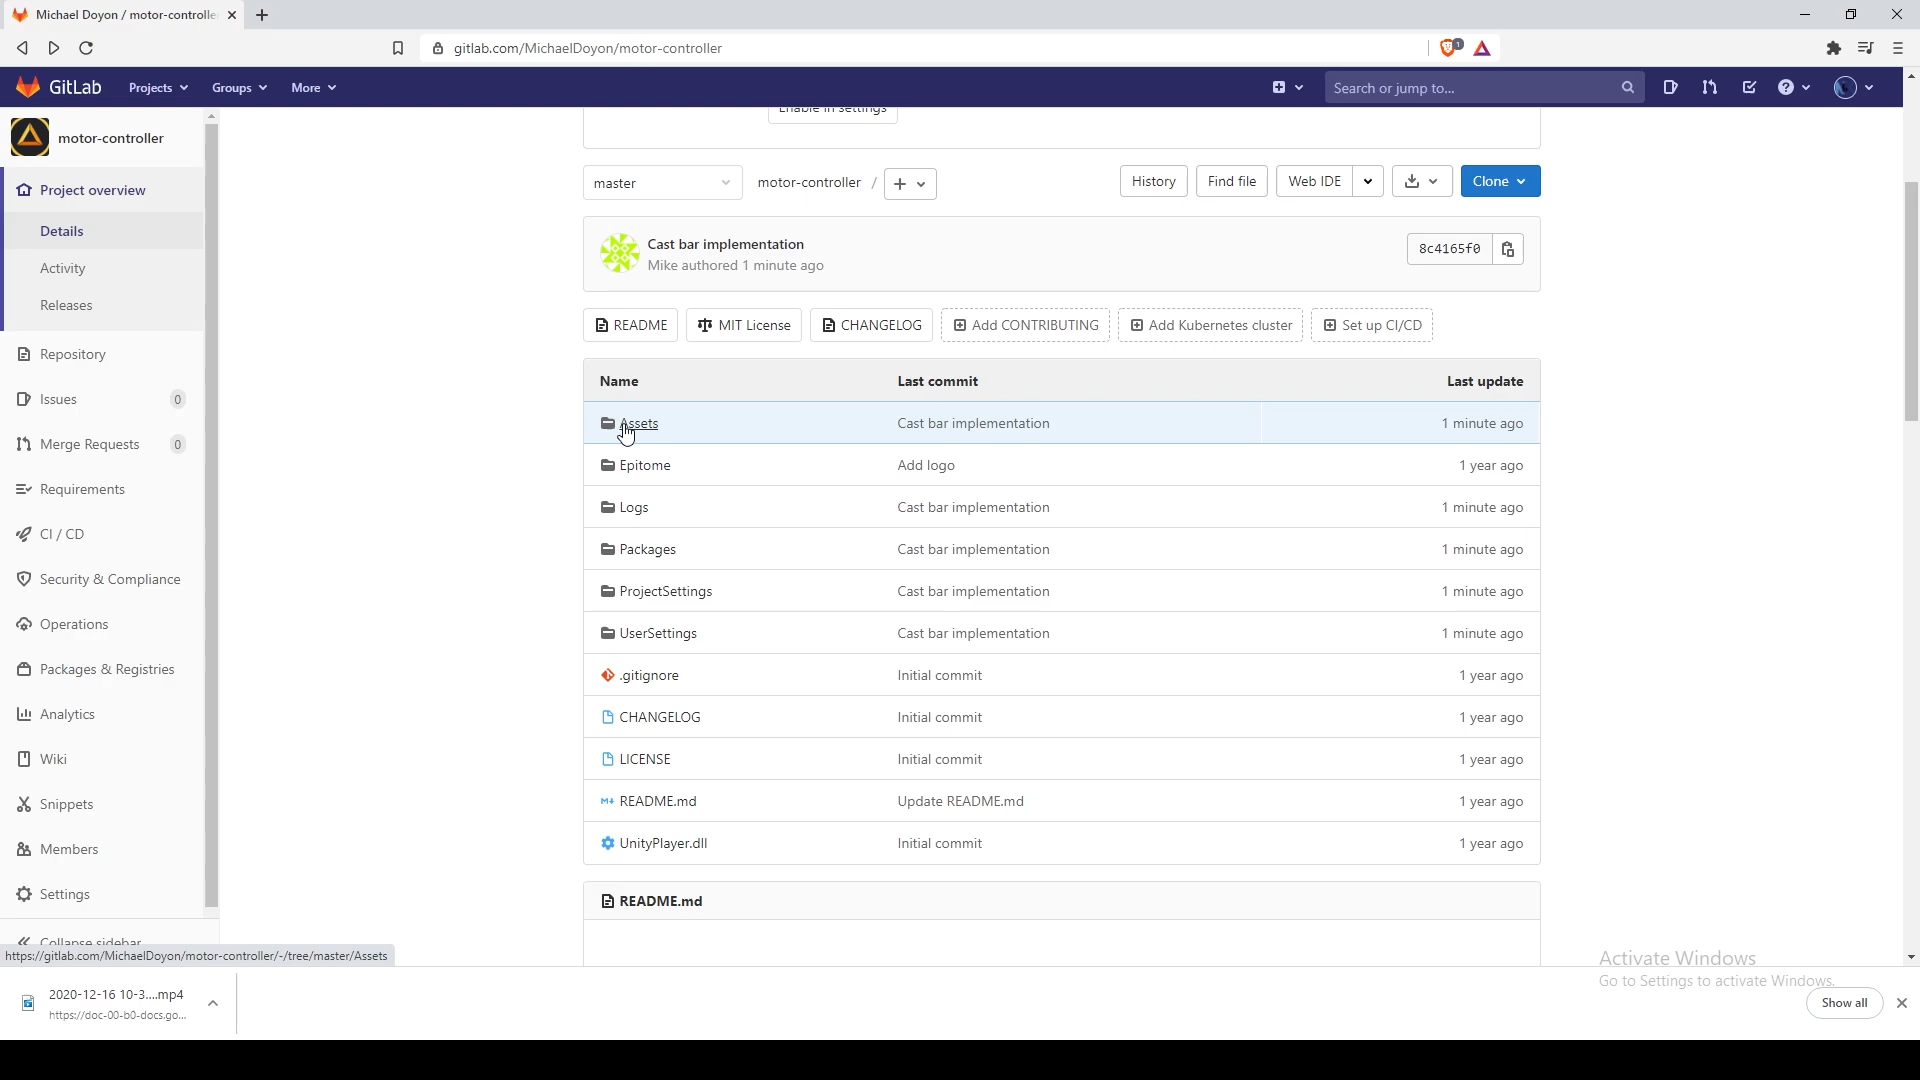 Michael Doyon / motor-controlle
gitlab.com/MichaelDoyon/motor-controller
1
GitLab Projects Groups More
Search or jump to...
motor-controller
Project overview
Details
Activity
Releases
Repository
Issues 0
Merge Requests 0
Requirements
CI / CD
Security & Compliance
Operations
Packages & Registries
Analytics
Wiki
Snippets
Members
Settings
Collapse sidebar
https://gitlab.com/MichaelDoyon/motor-controller/-/tree/master/Assets
Enable in settings
master motor-controller / + History Find file Web IDE Clone
Cast bar implementation
Mike authored 1 minute ago
8c4165f0
README MIT License CHANGELOG Add CONTRIBUTING Add Kubernetes cluster Set up CI/CD
Name Last commit Last update
Assets Cast bar implementation 1 minute ago
Epitome Add logo 1 year ago
Logs Cast bar implementation 1 minute ago
Packages Cast bar implementation 1 minute ago
ProjectSettings Cast bar implementation 1 minute ago
UserSettings Cast bar implementation 1 minute ago
.gitignore Initial commit 1 year ago
CHANGELOG Initial commit 1 year ago
LICENSE Initial commit 1 year ago
M↓ README.md Update README.md 1 year ago
UnityPlayer.dll Initial commit 1 year ago
README.md
Activate Windows
Go to Settings to activate Windows.
2020-12-16 10-3....mp4
https://doc-00-b0-docs.go...
Show all